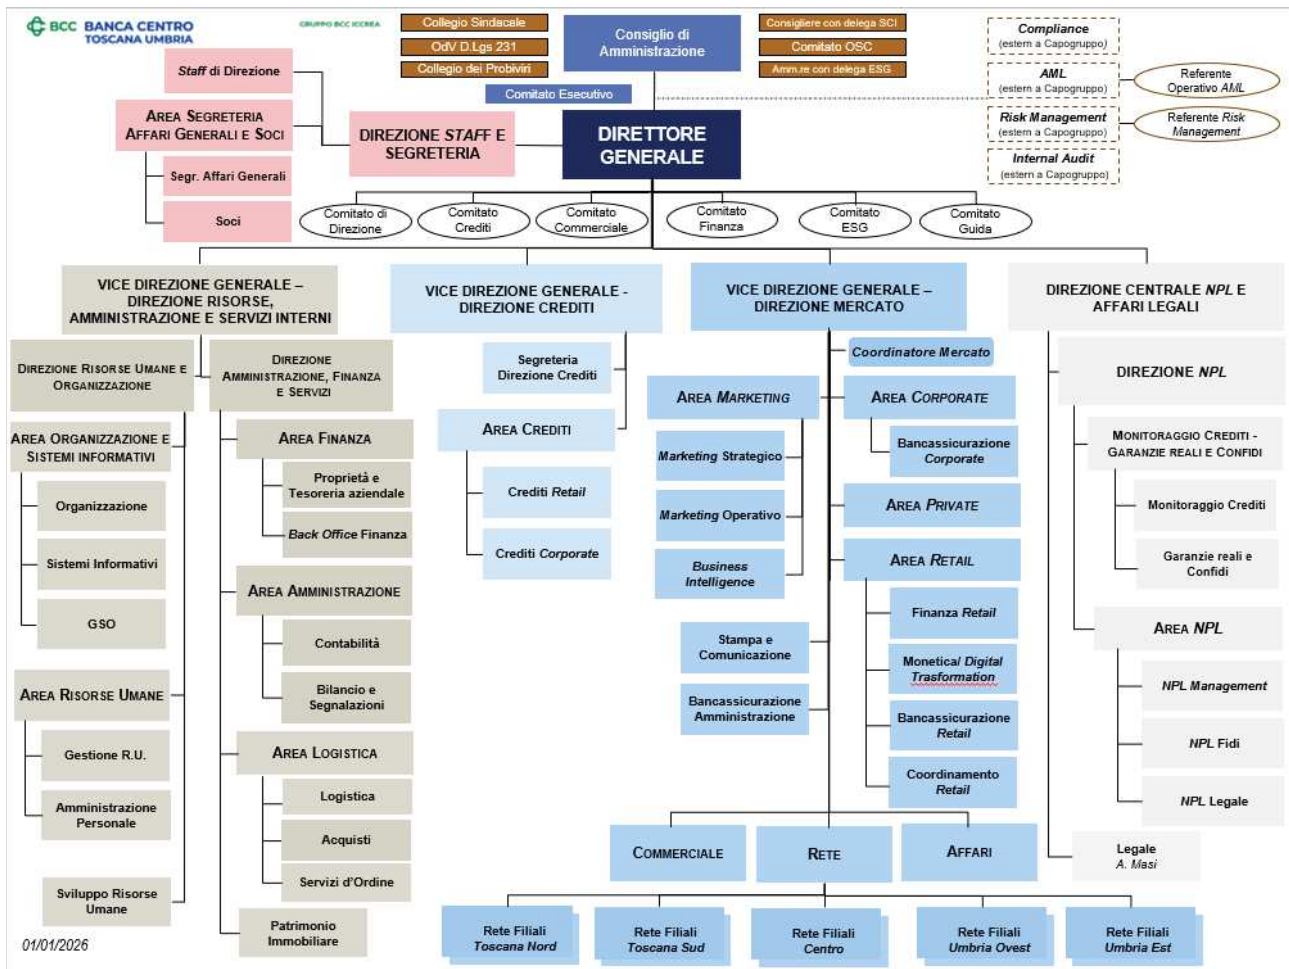 BCC BANCA CENTRO
TOSCANA UMBRIA
GRUPPO BCC ICCREA
Collegio Sindacale
OdV D.Lgs 231
Collegio dei Probiviri
Consiglio di
Amministrazione
Consigliere con delega SCI
Comitato OSC
Amm.re con delega ESG
Comitato Esecutivo
Compliance
(estern a Capogruppo)
AML
(estern a Capogruppo)
Referente
Operativo AML
Risk Management
(estern a Capogruppo)
Referente Risk
Management
Internal Audit
(estern a Capogruppo)
Staff di Direzione
AREA SEGRETERIA
AFFARI GENERALI E SOCI
Segr. Affari Generali
Soci
DIREZIONE STAFF E
SEGRETERIA
DIRETTORE
GENERALE
Comitato di
Direzione
Comitato
Crediti
Comitato
Commerciale
Comitato
Finanza
Comitato
ESG
Comitato
Guida
VICE DIREZIONE GENERALE –
DIREZIONE RISORSE,
AMMINISTRAZIONE E SERVIZI INTERNI
VICE DIREZIONE GENERALE -
DIREZIONE CREDITI
VICE DIREZIONE GENERALE –
DIREZIONE MERCATO
DIREZIONE CENTRALE NPL E
AFFARI LEGALI
DIREZIONE RISORSE UMANE E
ORGANIZZAZIONE
AREA ORGANIZZAZIONE E
SISTEMI INFORMATIVI
Organizzazione
Sistemi Informativi
GSO
AREA RISORSE UMANE
Gestione R.U.
Amministrazione
Personale
Sviluppo Risorse
Umane
DIREZIONE
AMMINISTRAZIONE, FINANZA
E SERVIZI
AREA FINANZA
Proprietà e
Tesoreria aziendale
Back Office Finanza
AREA AMMINISTRAZIONE
Contabilità
Bilancio e
Segnalazioni
AREA LOGISTICA
Logistica
Acquisti
Servizi d'Ordine
Patrimonio
Immobiliare
Segreteria
Direzione Crediti
AREA CREDITI
Crediti Retail
Crediti Corporate
Coordinatore Mercato
AREA MARKETING
Marketing Strategico
Marketing Operativo
Business
Intelligence
Stampa e
Comunicazione
Bancassicurazione
Amministrazione
AREA CORPORATE
Bancassicurazione
Corporate
AREA PRIVATE
AREA RETAIL
Finanza Retail
Monetica/ Digital
Trasformation
Bancassicurazione
Retail
Coordinamento
Retail
COMMERCIALE
RETE
AFFARI
Rete Filiali
Toscana Nord
Rete Filiali
Toscana Sud
Rete Filiali
Centro
Rete Filiali
Umbria Ovest
Rete Filiali
Umbria Est
DIREZIONE NPL
MONITORAGGIO CREDITI -
GARANZIE REALI E CONFIDI
Monitoraggio Crediti
Garanzie reali e
Confidi
AREA NPL
NPL Management
NPL Fidi
NPL Legale
Legale
A. Masi
01/01/2026